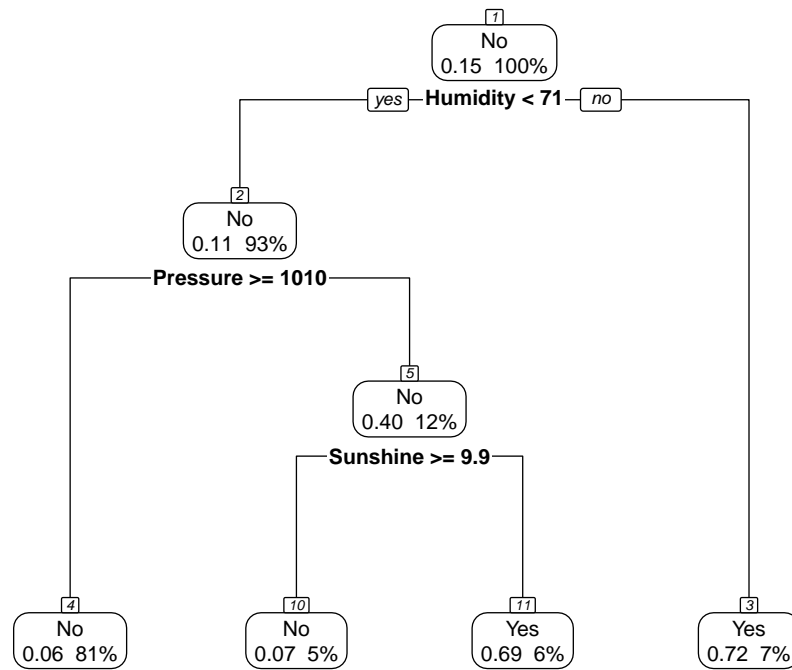 1
No
0.15 100%
yes Humidity < 71 no
2
No
0.11 93%
Pressure >= 1010
5
No
0.40 12%
Sunshine >= 9.9
4
No
0.06 81%
10
No
0.07 5%
11
Yes
0.69 6%
3
Yes
0.72 7%